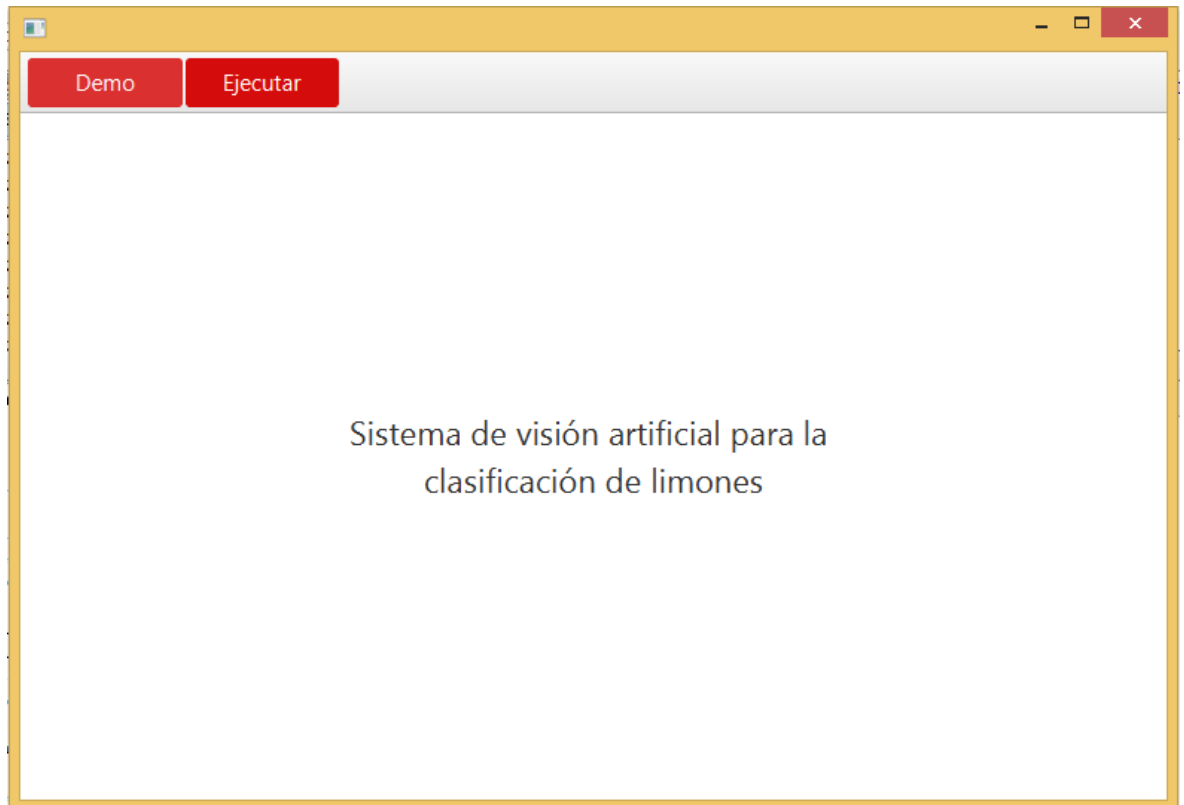 Demo Ejecutar
Sistema de visión artificial para la
clasificación de limones